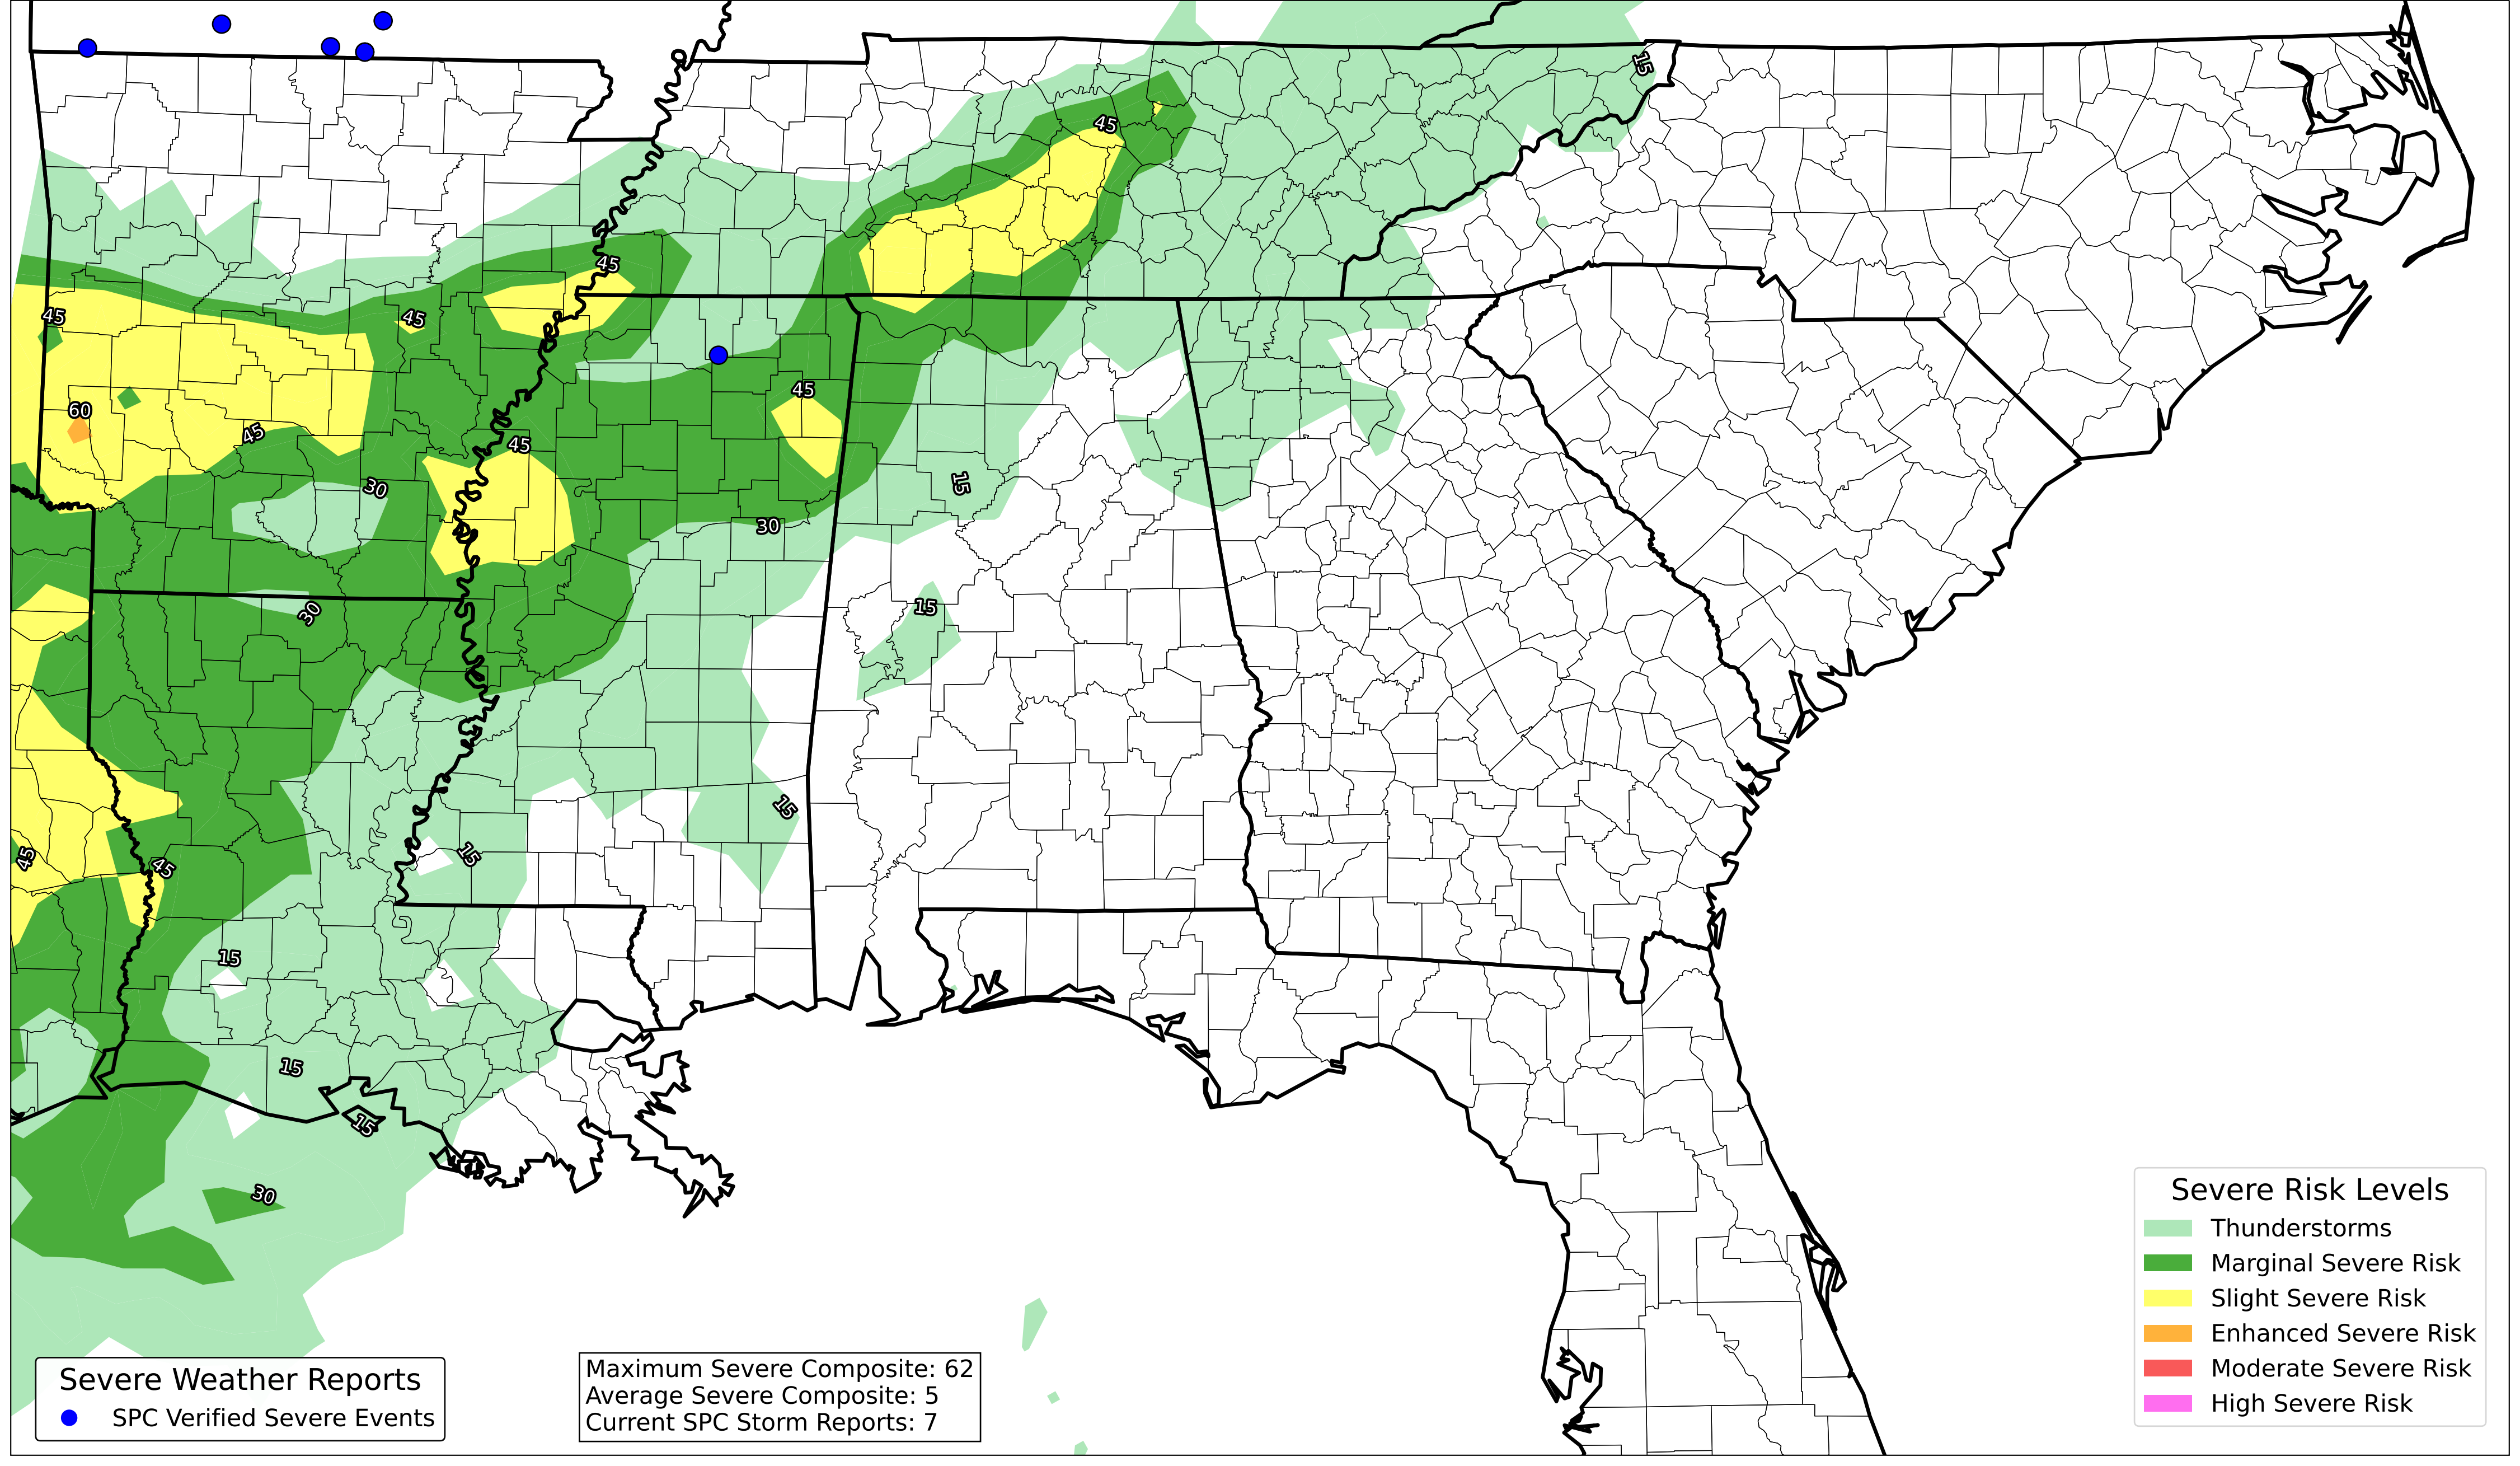 15
45
45
45
45
45
60
45
45
30
15
30
30
15
15
15
45
45
15
15
15
30
Severe Risk Levels
Thunderstorms
Marginal Severe Risk
Slight Severe Risk
Enhanced Severe Risk
Moderate Severe Risk
High Severe Risk
Severe Weather Reports
SPC Verified Severe Events
Maximum Severe Composite: 62
Average Severe Composite: 5
Current SPC Storm Reports: 7